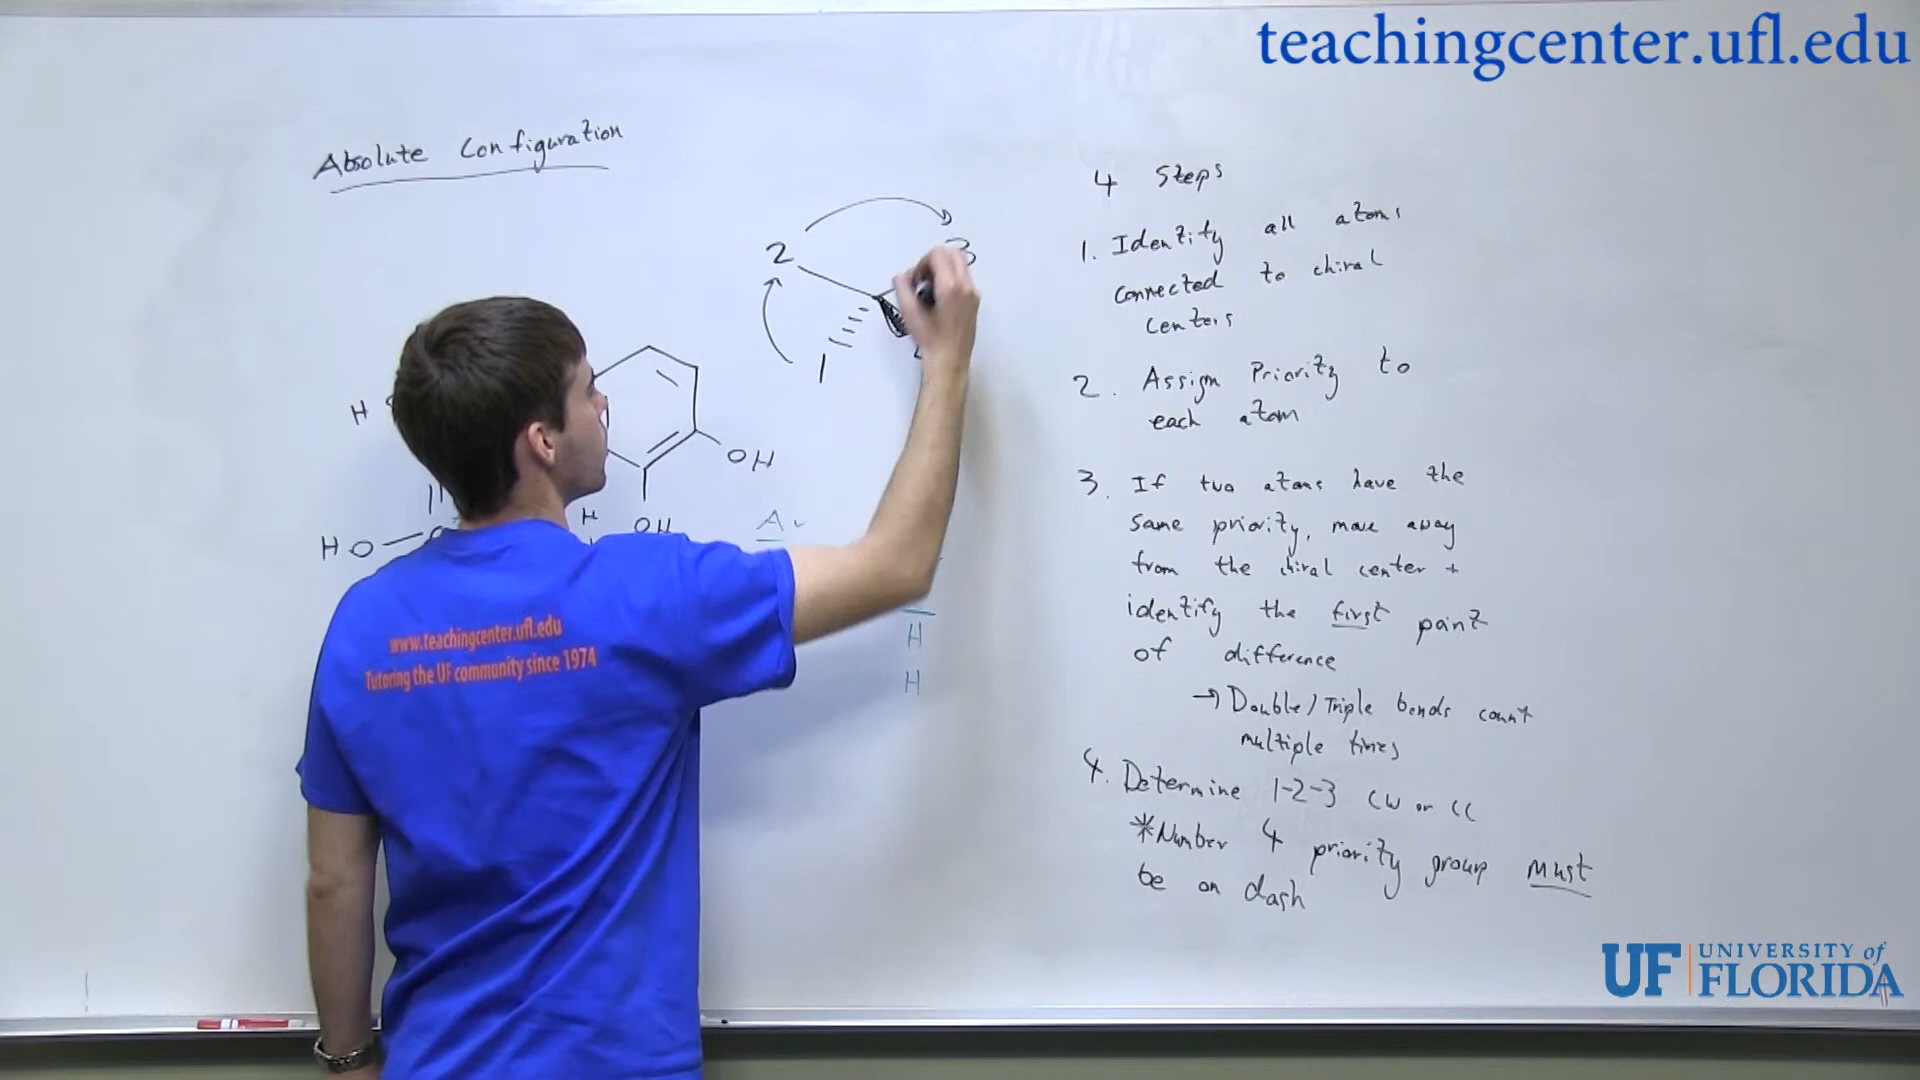 teachingcenter.ufl.edu
Absolute Configuration
4 Steps
1. Identity all atoms
connected to chiral
centers
2. Assign Priority to
each atom
3. If two atoms have the
same priority, move away
from the chiral center +
identify the first point
of difference
→ Double/Triple bonds count
multiple times
4. Determine 1-2-3 CW or CC
*Number 4 priority group must
be on dash
2
3
1
H
OH
HO
H
OH
H
H
www.teachingcenter.ufl.edu
Tutoring the UF community since 1974
UF UNIVERSITY of
FLORIDA